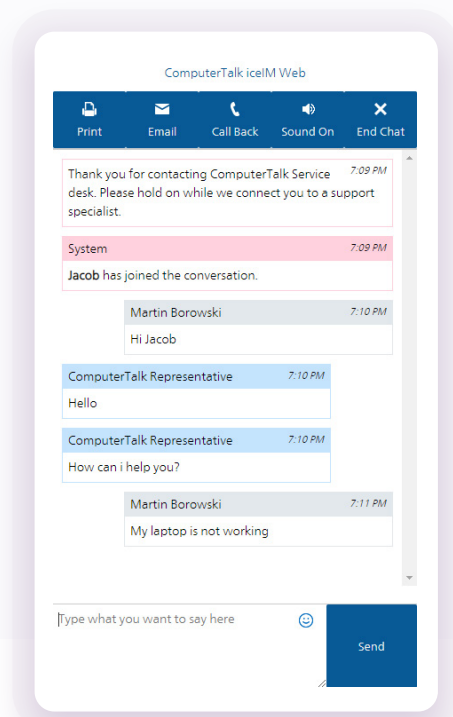 ComputerTalk iceIM Web
Print Email Call Back Sound On End Chat
Thank you for contacting ComputerTalk Service 7:09 PM
desk. Please hold on while we connect you to a support
specialist.
System 7:09 PM
Jacob has joined the conversation.
Martin Borowski 7:10 PM
Hi Jacob
ComputerTalk Representative 7:10 PM
Hello
ComputerTalk Representative 7:10 PM
How can i help you?
Martin Borowski 7:11 PM
My laptop is not working
Type what you want to say here
Send